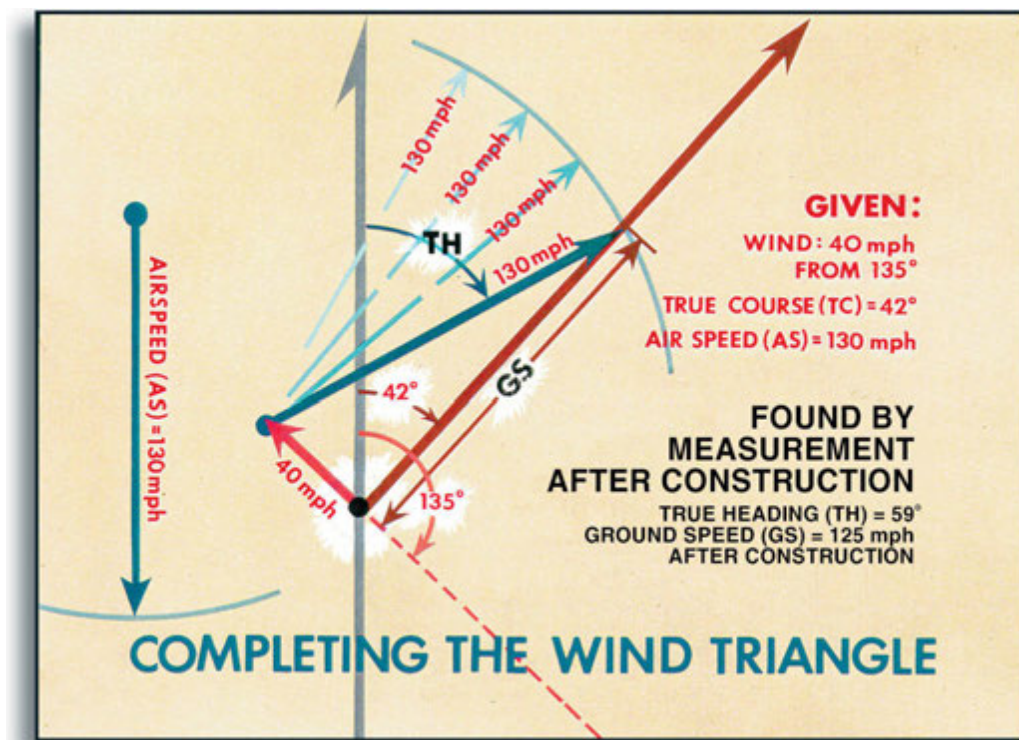 130 mph
130 mph
130 mph
TH
130 mph
GIVEN:
WIND: 40 mph
FROM 135°
TRUE COURSE (TC) = 42°
AIR SPEED (AS) = 130 mph
AIRSPEED (AS) = 130 mph
42°
GS
40 mph
135°
FOUND BY
MEASUREMENT
AFTER CONSTRUCTION
TRUE HEADING (TH) = 59°
GROUND SPEED (GS) = 125 mph
AFTER CONSTRUCTION
COMPLETING THE WIND TRIANGLE